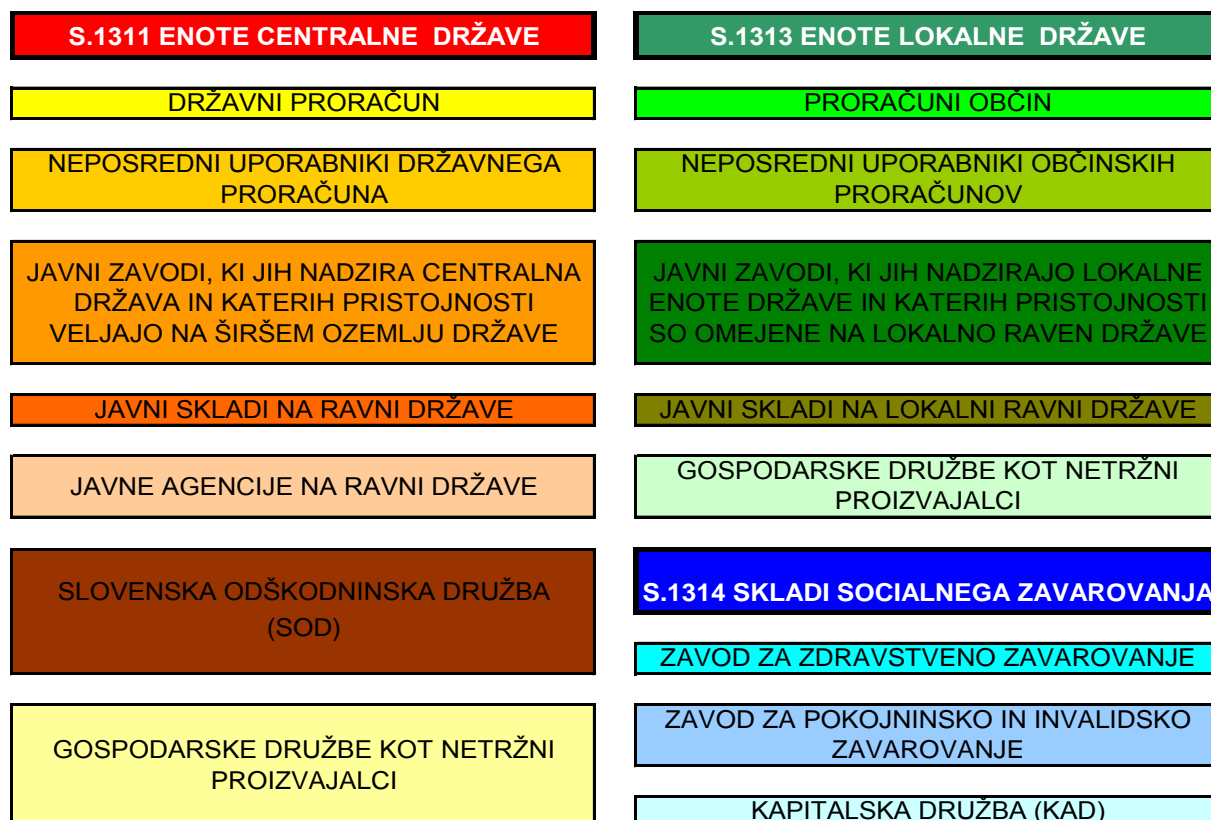 S.1311 ENOTE CENTRALNE DRŽAVE
DRŽAVNI PRORAČUN
NEPOSREDNI UPORABNIKI DRŽAVNEGA
PRORAČUNA
JAVNI ZAVODI, KI JIH NADZIRA CENTRALNA
DRŽAVA IN KATERIH PRISTOJNOSTI
VELJAJO NA ŠIRŠEM OZEMLJU DRŽAVE
JAVNI SKLADI NA RAVNI DRŽAVE
JAVNE AGENCIJE NA RAVNI DRŽAVE
SLOVENSKA ODŠKODNINSKA DRUŽBA
(SOD)
GOSPODARSKE DRUŽBE KOT NETRŽNI
PROIZVAJALCI
S.1313 ENOTE LOKALNE DRŽAVE
PRORAČUNI OBČIN
NEPOSREDNI UPORABNIKI OBČINSKIH
PRORAČUNOV
JAVNI ZAVODI, KI JIH NADZIRAJO LOKALNE
ENOTE DRŽAVE IN KATERIH PRISTOJNOSTI
SO OMEJENE NA LOKALNO RAVEN DRŽAVE
JAVNI SKLADI NA LOKALNI RAVNI DRŽAVE
GOSPODARSKE DRUŽBE KOT NETRŽNI
PROIZVAJALCI
S.1314 SKLADI SOCIALNEGA ZAVAROVANJA
ZAVOD ZA ZDRAVSTVENO ZAVAROVANJE
ZAVOD ZA POKOJNINSKO IN INVALIDSKO
ZAVAROVANJE
KAPITALSKA DRUŽBA (KAD)